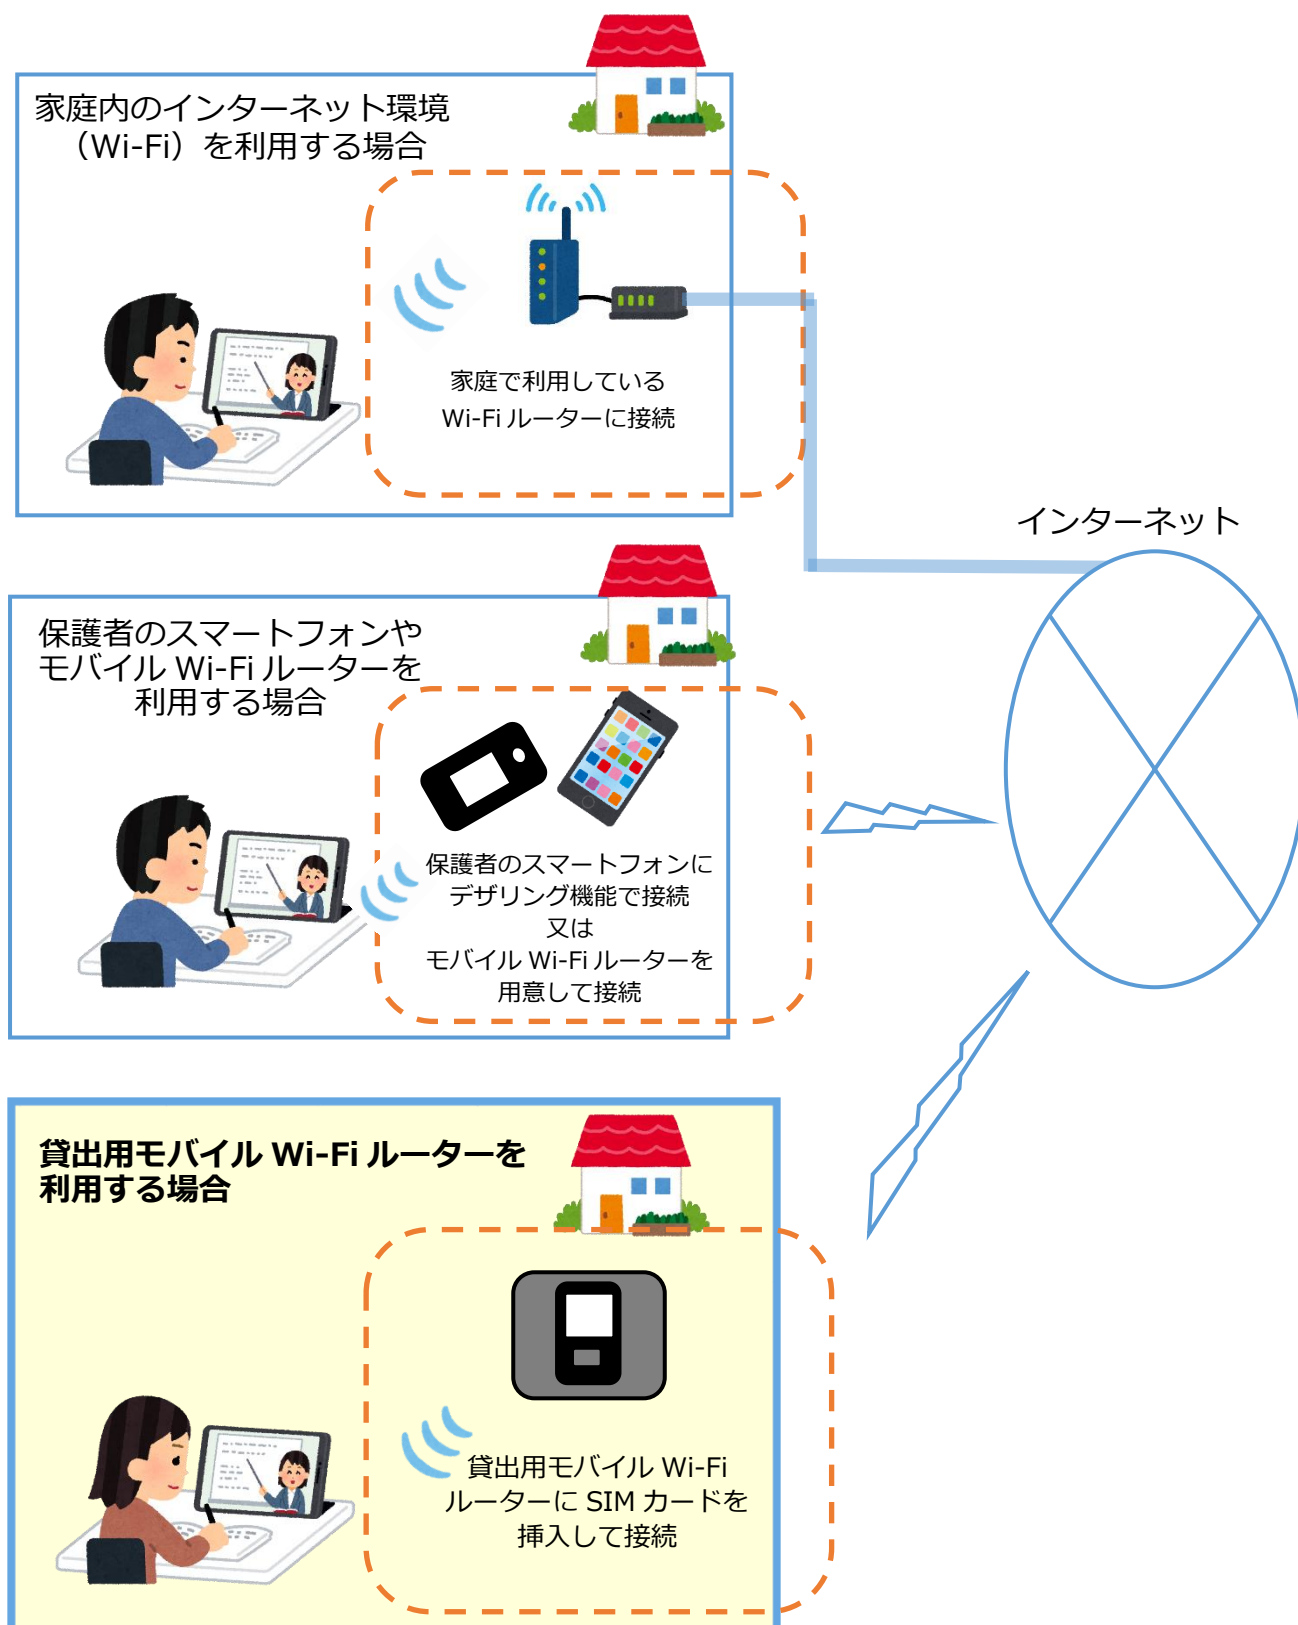 家庭内のインターネット環境
（Wi-Fi）を利用する場合
家庭で利用している
Wi-Fi ルーターに接続
インターネット
保護者のスマートフォンや
モバイル Wi-Fi ルーターを
利用する場合
保護者のスマートフォンに
デザリング機能で接続
又は
モバイル Wi-Fi ルーターを
用意して接続
貸出用モバイル Wi-Fi ルーターを
利用する場合
貸出用モバイル Wi-Fi
ルーターに SIM カードを
挿入して接続